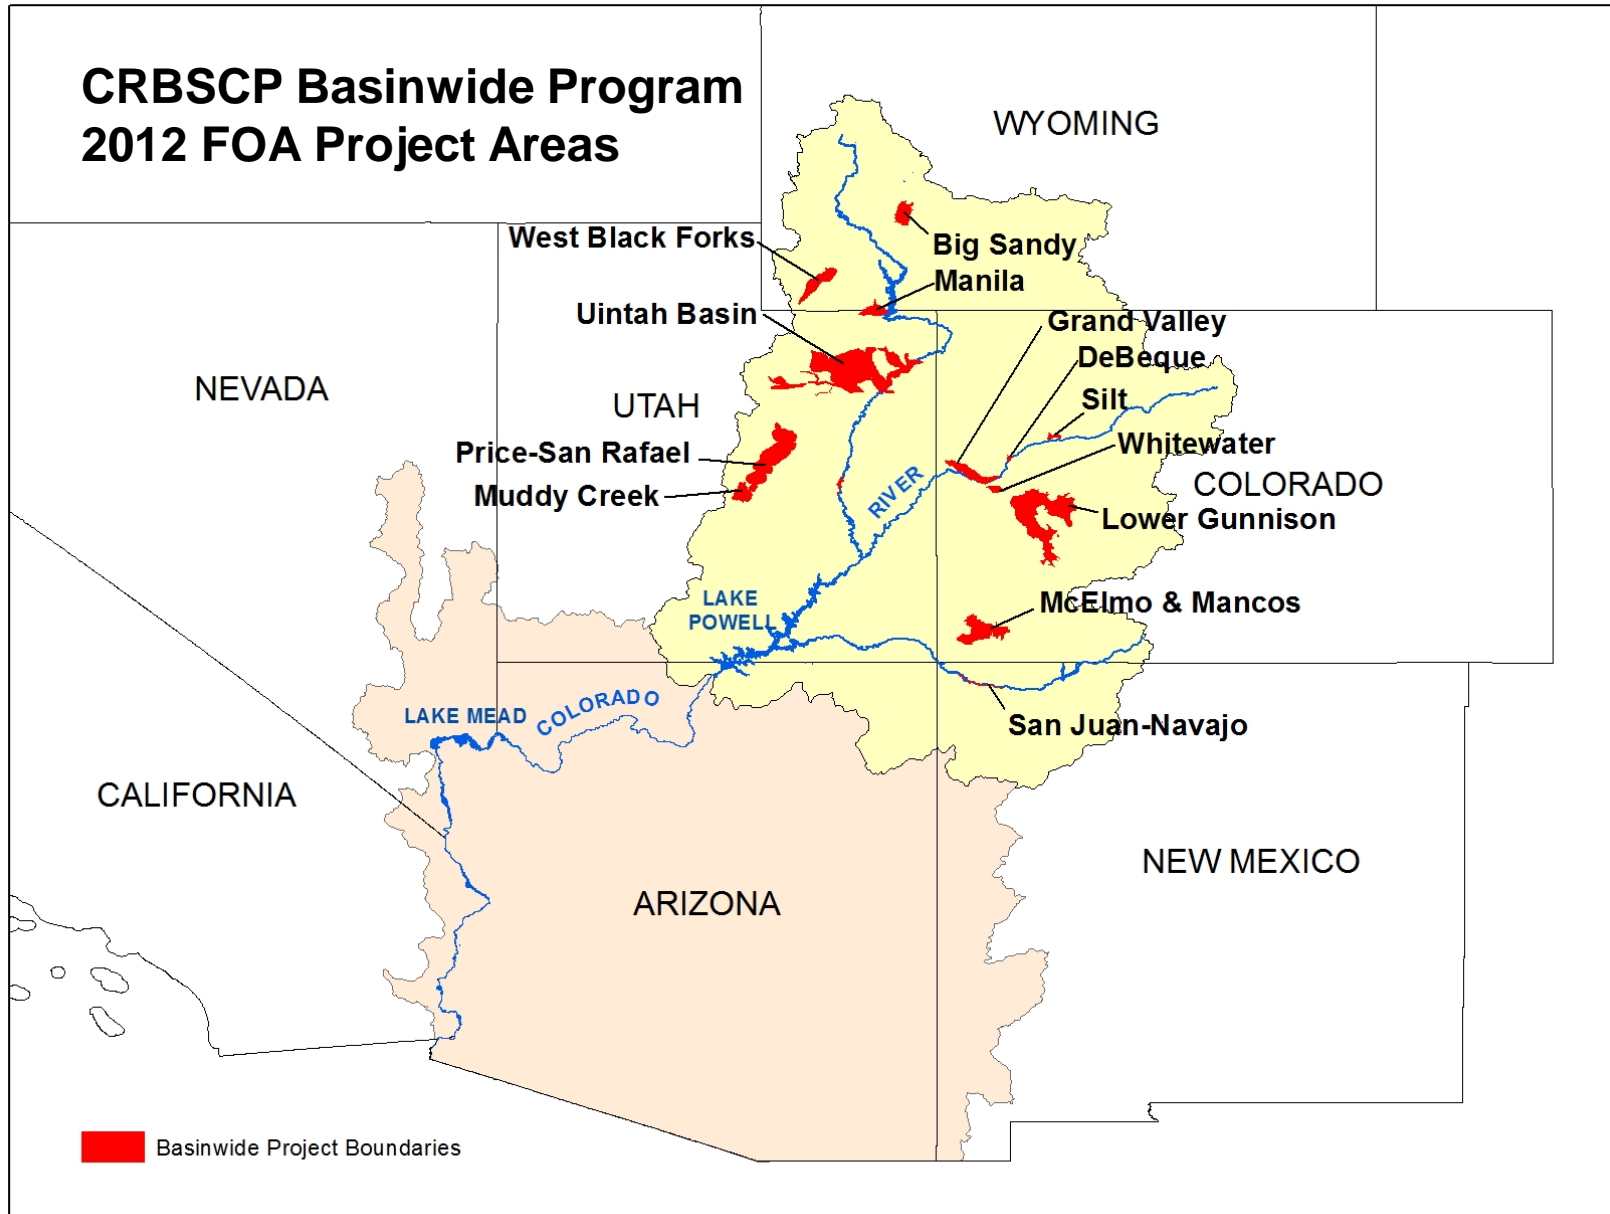 CRBSCP Basinwide Program
2012 FOA Project Areas
WYOMING
West Black Forks
Big Sandy
Manila
Uintah Basin
Grand Valley
DeBeque
NEVADA
UTAH
Silt
Whitewater
Price-San Rafael
Muddy Creek
RIVER
COLORADO
Lower Gunnison
LAKE
POWELL
McElmo & Mancos
LAKE MEAD
COLORADO
San Juan-Navajo
CALIFORNIA
NEW MEXICO
ARIZONA
Basinwide Project Boundaries